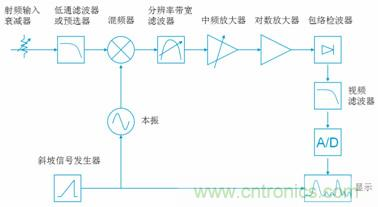 射频输入
衰减器
低通滤波器
或预选器
混频器
分辨率带宽
滤波器
中频放大器
对数放大器
包络检波器
本振
视频
滤波器
A/D
斜坡信号发生器
显示
www.cntronics.com